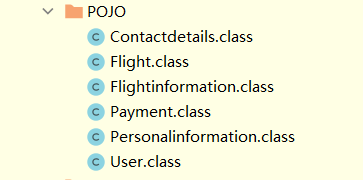 POJO
Contactdetails.class
Flight.class
Flightinformation.class
Payment.class
Personalinformation.class
User.class